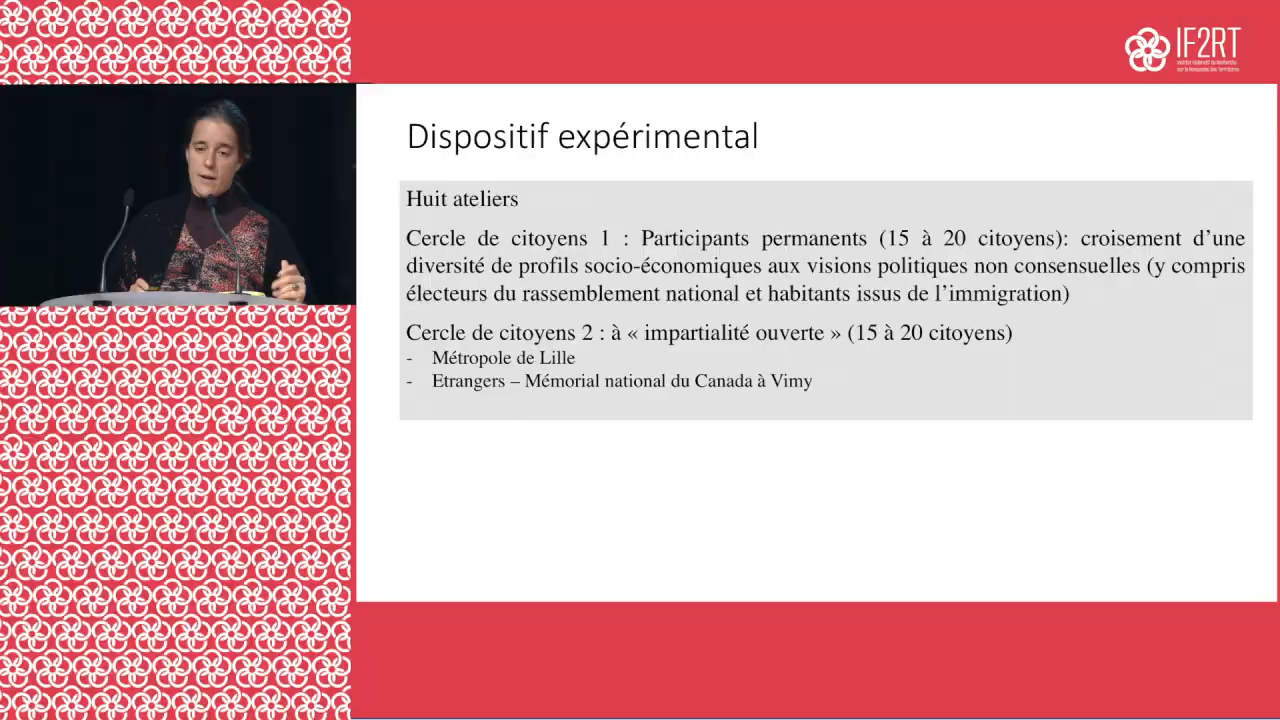 IF2RT
Dispositif expérimental
Huit ateliers
Cercle de citoyens 1 : Participants permanents (15 à 20 citoyens): croisement d’une
diversité de profils socio-économiques aux visions politiques non consensuelles (y compris
électeurs du rassemblement national et habitants issus de l’immigration)
Cercle de citoyens 2 : à « impartialité ouverte » (15 à 20 citoyens)
- Métropole de Lille
- Etrangers – Mémorial national du Canada à Vimy